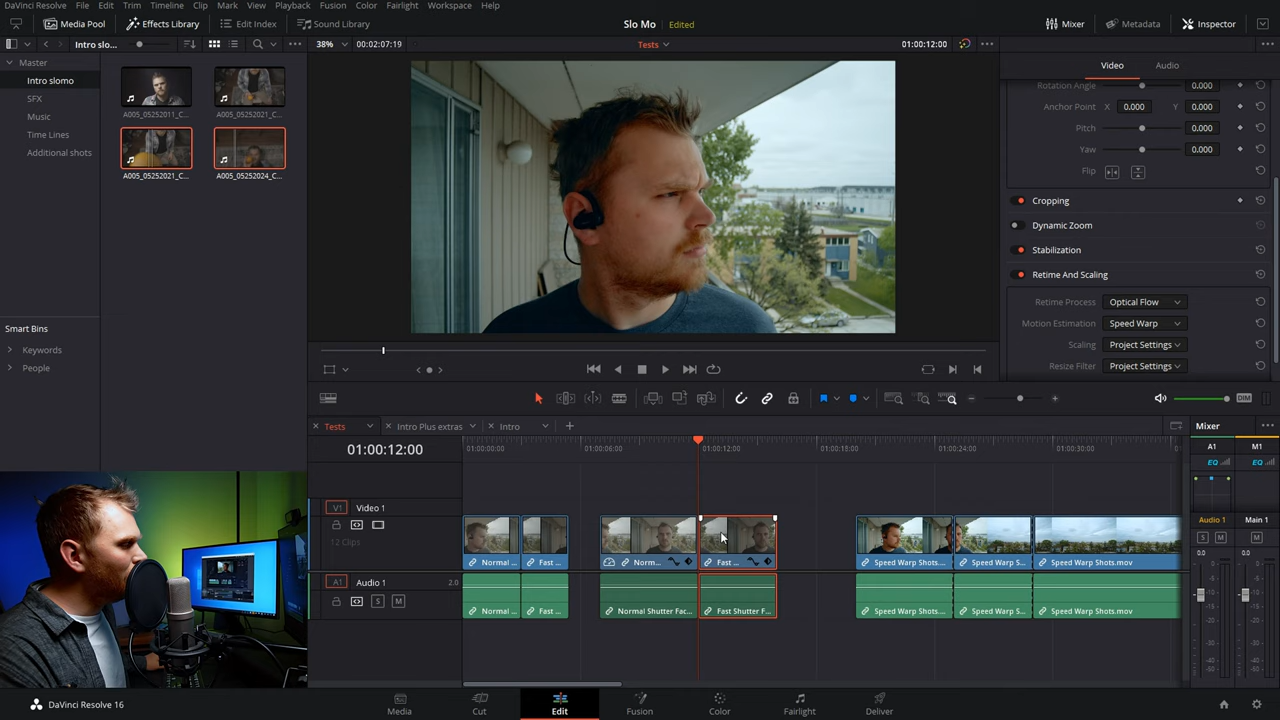 DaVinci Resolve File Edit Trim Timeline Clip Mark View Playback Fusion Color Fairlight Workspace Help
Media Pool Effects Library Edit Index Sound Library Slo Mo Edited Mixer Metadata Inspector
Intro slo... 38% 00:02:07:19 Tests 01:00:12:00
Master
Intro slomo
SFX
Music
Time Lines
Additional shots
A005_05252011_C... A005_05252021_C...
A005_05252021_C... A005_05252024_C...
Smart Bins
Keywords
People
Video Audio
Rotation Angle 0.000
Anchor Point X 0.000 Y 0.000
Pitch 0.000
Yaw 0.000
Flip
Cropping
Dynamic Zoom
Stabilization
Retime And Scaling
Retime Process Optical Flow
Motion Estimation Speed Warp
Scaling Project Settings
Resize Filter Project Settings
DIM
Tests Intro Plus extras Intro
01:00:12:00 01:00:00:00 01:00:06:00 01:00:12:00 01:00:18:00 01:00:24:00 01:00:30:00
V1 Video 1
12 Clips
Normal ... Fast ... Norm... Fast ... Speed Warp Shots.... Speed Warp S... Speed Warp Shots.mov
A1 Audio 1 2.0
S M
Normal ... Fast ... Normal Shutter Fac... Fast Shutter F... Speed Warp Shots.... Speed Warp S... Speed Warp Shots.mov
Mixer
A1 M1
EQ EQ
Audio 1 Main 1
S M M
0.0 0.0
DaVinci Resolve 16
Media Cut Edit Fusion Color Fairlight Deliver